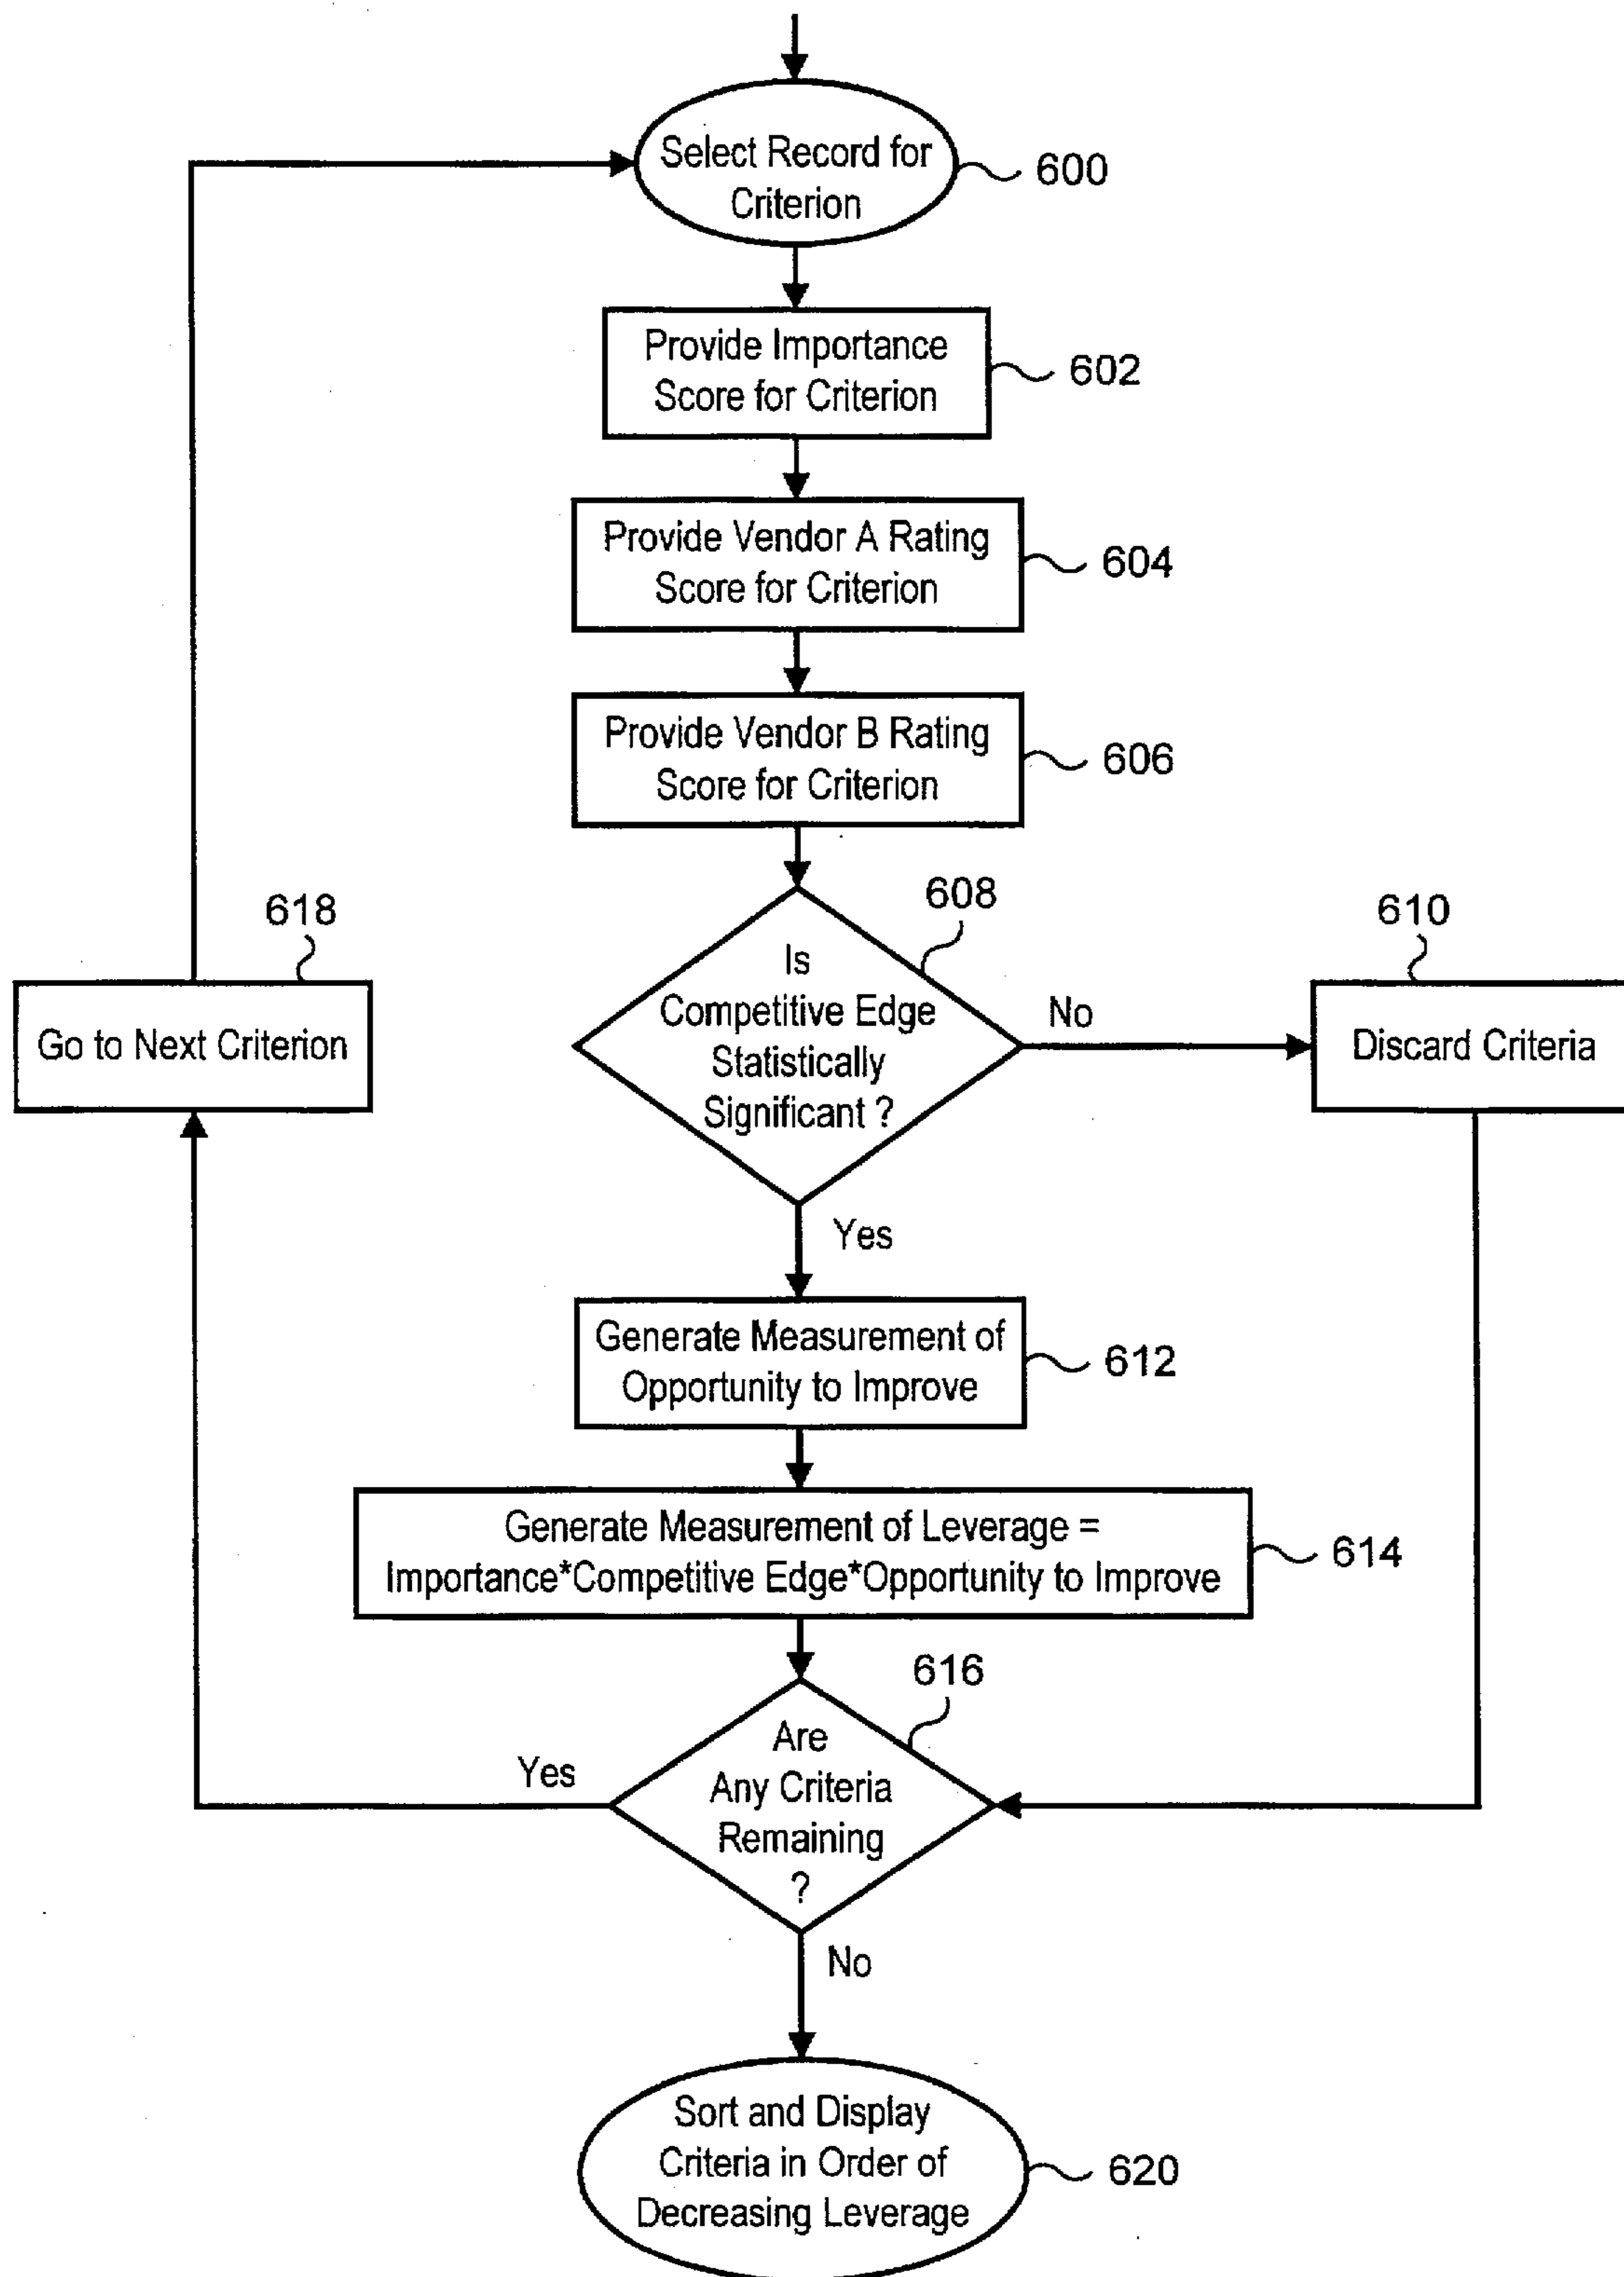 Select Record for
Criterion
600
Provide Importance
Score for Criterion
602
Provide Vendor A Rating
Score for Criterion
604
Provide Vendor B Rating
Score for Criterion
606
608
Is
Competitive Edge
Statistically
Significant ?
No
610
Discard Criteria
618
Go to Next Criterion
Yes
Generate Measurement of
Opportunity to Improve
612
Generate Measurement of Leverage =
Importance*Competitive Edge*Opportunity to Improve
614
616
Are
Any Criteria
Remaining
?
Yes
No
Sort and Display
Criteria in Order of
Decreasing Leverage
620